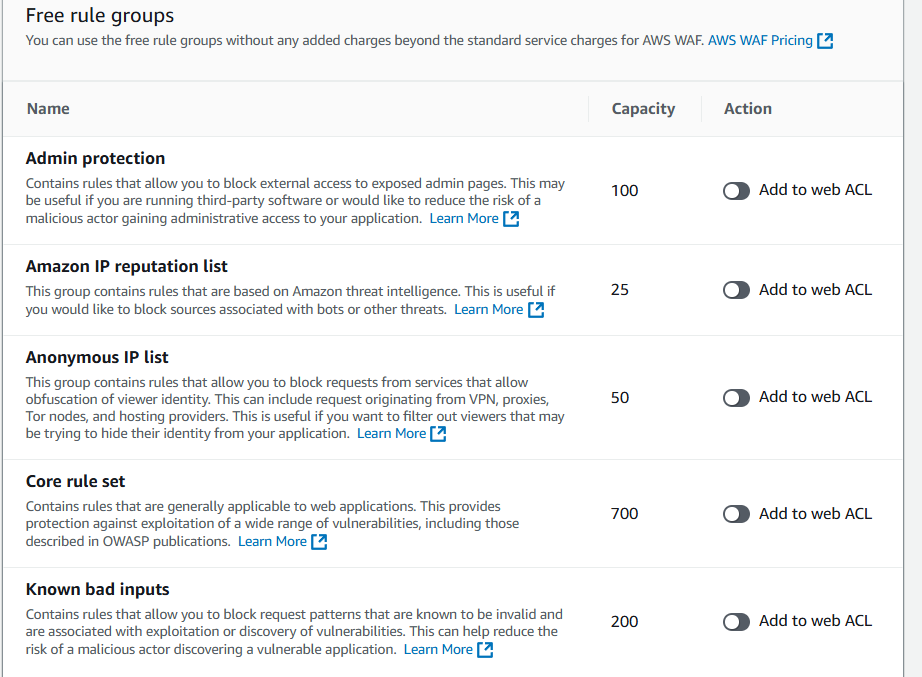 Free rule groups
You can use the free rule groups without any added charges beyond the standard service charges for AWS WAF. AWS WAF Pricing
Name Capacity Action
Admin protection
Contains rules that allow you to block external access to exposed admin pages. This may
be useful if you are running third-party software or would like to reduce the risk of a
malicious actor gaining administrative access to your application. Learn More
100 Add to web ACL
Amazon IP reputation list
This group contains rules that are based on Amazon threat intelligence. This is useful if
you would like to block sources associated with bots or other threats. Learn More
25 Add to web ACL
Anonymous IP list
This group contains rules that allow you to block requests from services that allow
obfuscation of viewer identity. This can include request originating from VPN, proxies,
Tor nodes, and hosting providers. This is useful if you want to filter out viewers that may
be trying to hide their identity from your application. Learn More
50 Add to web ACL
Core rule set
Contains rules that are generally applicable to web applications. This provides
protection against exploitation of a wide range of vulnerabilities, including those
described in OWASP publications. Learn More
700 Add to web ACL
Known bad inputs
Contains rules that allow you to block request patterns that are known to be invalid and
are associated with exploitation or discovery of vulnerabilities. This can help reduce the
risk of a malicious actor discovering a vulnerable application. Learn More
200 Add to web ACL